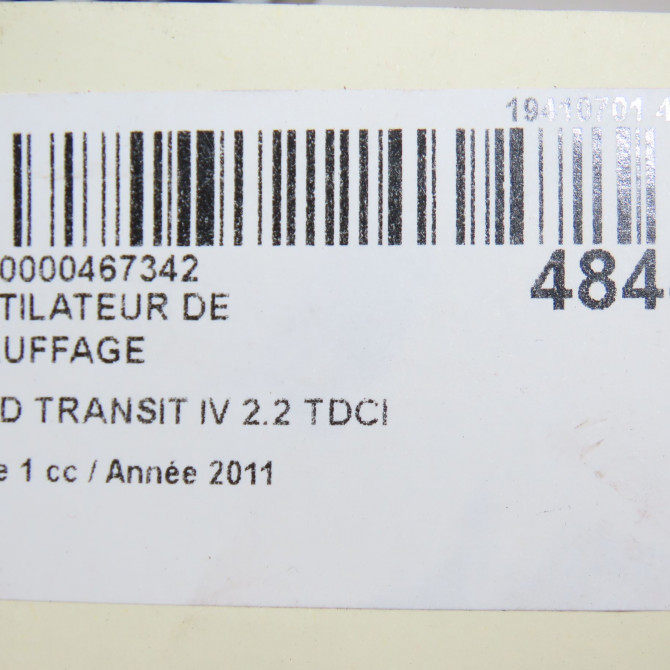 19410701 4
0000467342
484
TILATEUR DE
UFFAGE
D TRANSIT IV 2.2 TDCI
e 1 cc / Année 2011